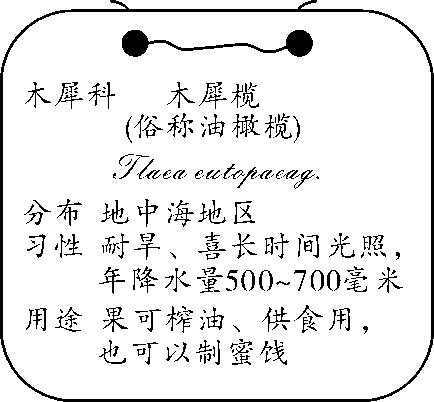 木犀科 木犀榄
(俗称油橄榄)
Tlaea eutopaeag.
分布 地中海地区
习性 耐旱、喜长时间光照,
年降水量500~700毫米
用途 果可榨油、供食用,
也可以制蜜饯